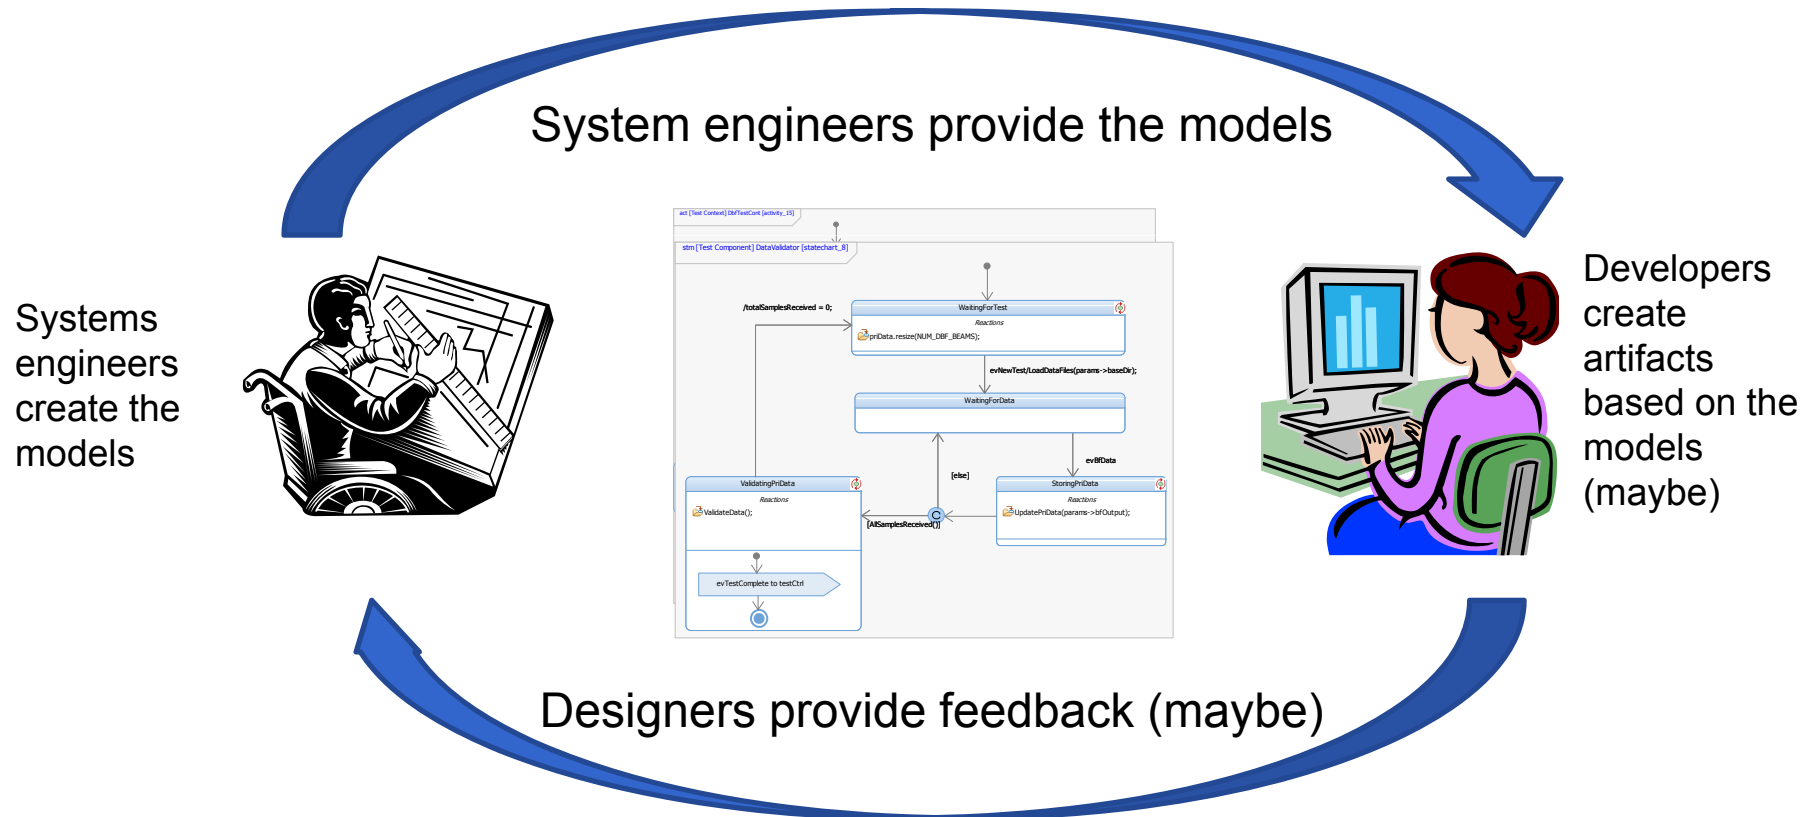 System engineers provide the models
act [Test Context] DbfTestCont [activity_15]
stm [Test Component] DataValidator [statechart_8]
Systems
engineers
create the
models
/totalSamplesReceived = 0;
WaitingForTest
Reactions
priData.resize(NUM_DBF_BEAMS);
evNewTest/LoadDataFiles(params->baseDir);
WaitingForData
evBfData
[else]
ValidatingPriData
Reactions
ValidateData();
C
[AllSamplesReceived()]
StoringPriData
Reactions
UpdatePriData(params->bfOutput);
evTestComplete to testCtrl
Developers
create
artifacts
based on the
models
(maybe)
Designers provide feedback (maybe)